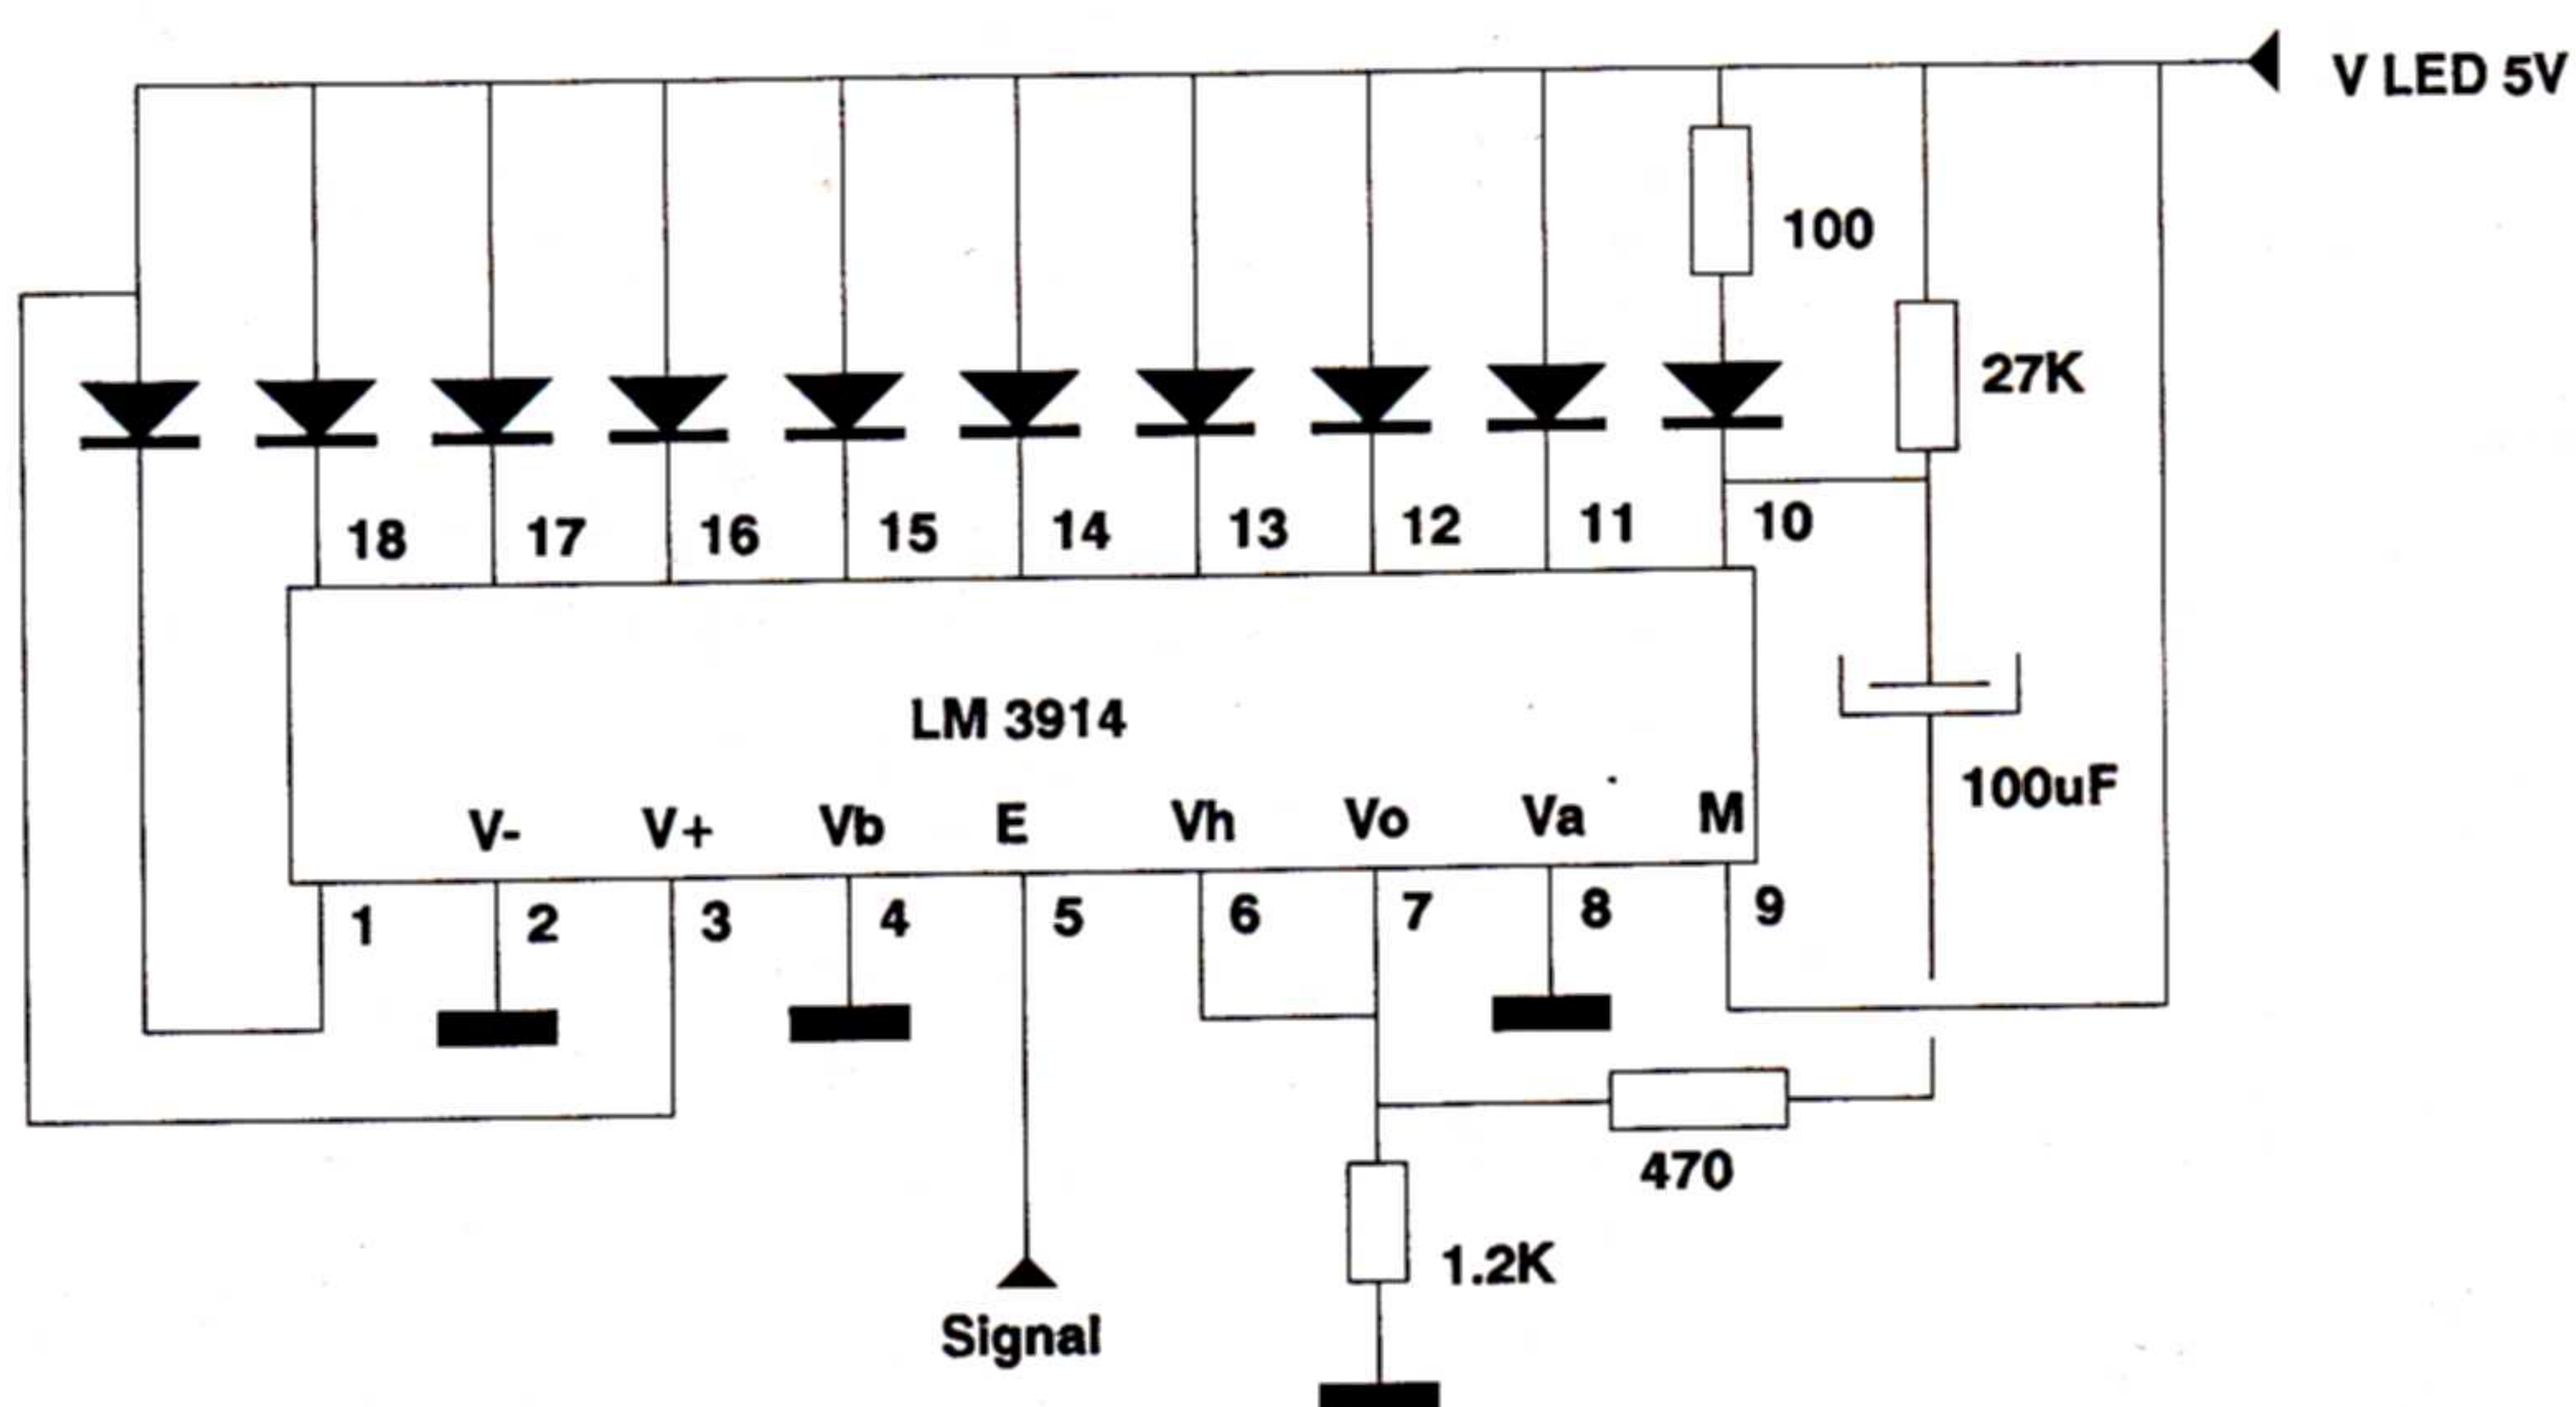 V LED 5V
100
27K
18 17 16 15 14 13 12 11 10
LM 3914
100uF
V- V+ Vb E Vh Vo Va M
1 2 3 4 5 6 7 8 9
470
1.2K
Signal